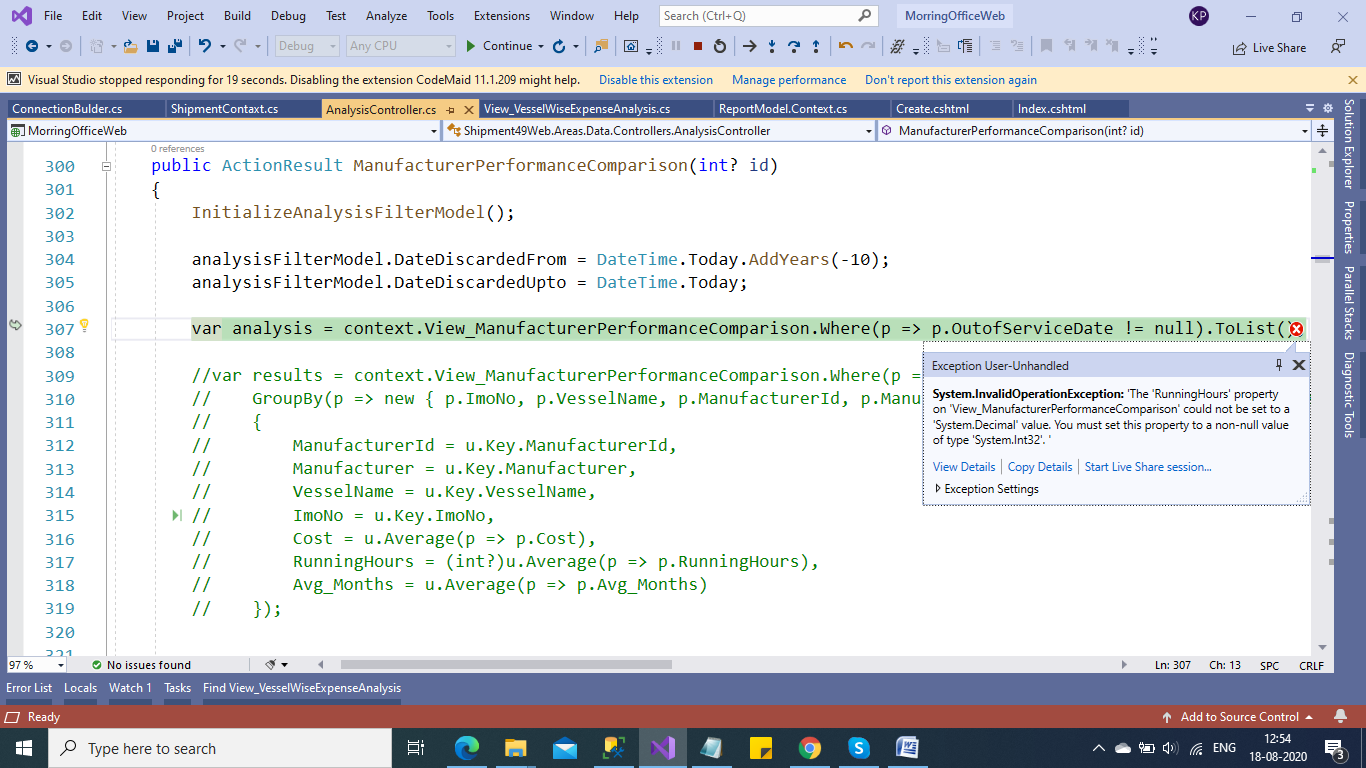 File Edit View Project Build Debug Test Analyze Tools Extensions Window Help Search (Ctrl+Q) MorringOfficeWeb KP
Debug Any CPU Continue Live Share
Visual Studio stopped responding for 19 seconds. Disabling the extension CodeMaid 11.1.209 might help. Disable this extension Manage performance Don't report this extension again
ConnectionBulder.cs ShipmentContaxt.cs AnalysisController.cs View_VesselWiseExpenseAnalysis.cs ReportModel.Context.cs Create.cshtml Index.cshtml
MorringOfficeWeb Shipment49Web.Areas.Data.Controllers.AnalysisController ManufacturerPerformanceComparison(int? id)
0 references
300 public ActionResult ManufacturerPerformanceComparison(int? id)
301 {
302 InitializeAnalysisFilterModel();
303
304 analysisFilterModel.DateDiscardedFrom = DateTime.Today.AddYears(-10);
305 analysisFilterModel.DateDiscardedUpto = DateTime.Today;
306
307 var analysis = context.View_ManufacturerPerformanceComparison.Where(p => p.OutofServiceDate != null).ToList()
308
309 //var results = context.View_ManufacturerPerformanceComparison.Where(p =
310 // GroupBy(p => new { p.ImoNo, p.VesselName, p.ManufacturerId, p.Manu
311 // {
312 // ManufacturerId = u.Key.ManufacturerId,
313 // Manufacturer = u.Key.Manufacturer,
314 // VesselName = u.Key.VesselName,
315 // ImoNo = u.Key.ImoNo,
316 // Cost = u.Average(p => p.Cost),
317 // RunningHours = (int?)u.Average(p => p.RunningHours),
318 // Avg_Months = u.Average(p => p.Avg_Months)
319 // });
320
321
Exception User-Unhandled
System.InvalidOperationException: 'The 'RunningHours' property
on 'View_ManufacturerPerformanceComparison' could not be set to a
'System.Decimal' value. You must set this property to a non-null value
of type 'System.Int32'. '
View Details Copy Details Start Live Share session...
Exception Settings
Solution Explorer
Properties
Parallel Stacks
Diagnostic Tools
97 % No issues found Ln: 307 Ch: 13 SPC CRLF
Error List Locals Watch 1 Tasks Find View_VesselWiseExpenseAnalysis
Ready Add to Source Control
Type here to search ENG 12:54
18-08-2020 3